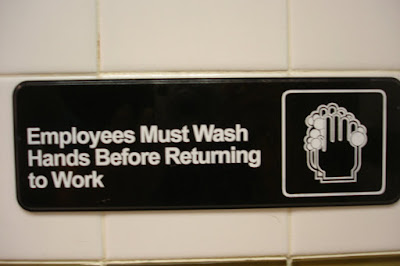 Employees Must Wash
Hands Before Returning
to Work